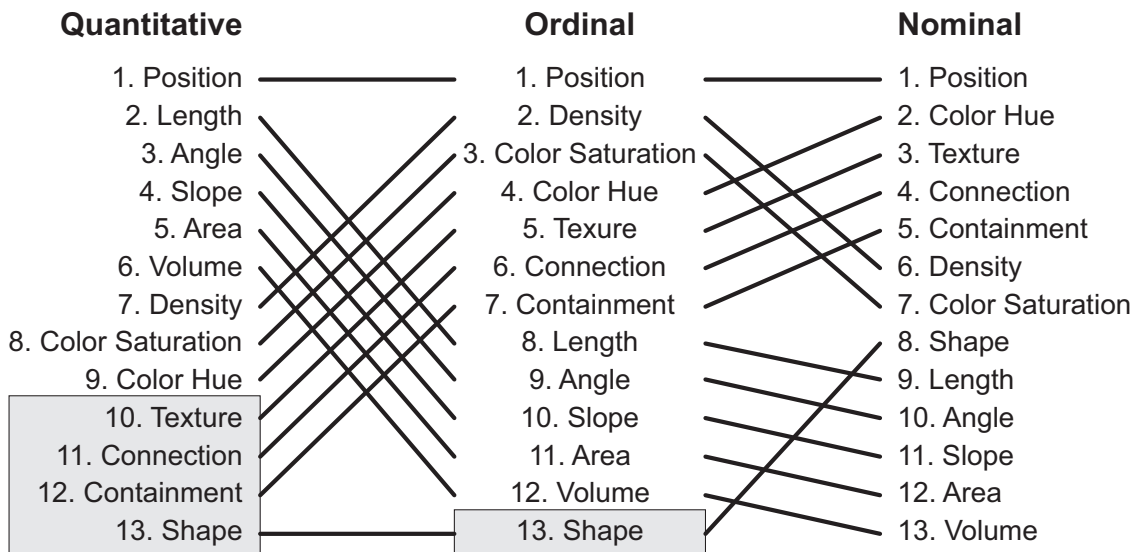 Quantitative
1. Position
2. Length
3. Angle
4. Slope
5. Area
6. Volume
7. Density
8. Color Saturation
9. Color Hue
10. Texture
11. Connection
12. Containment
13. Shape
Ordinal
1. Position
2. Density
3. Color Saturation
4. Color Hue
5. Texure
6. Connection
7. Containment
8. Length
9. Angle
10. Slope
11. Area
12. Volume
13. Shape
Nominal
1. Position
2. Color Hue
3. Texture
4. Connection
5. Containment
6. Density
7. Color Saturation
8. Shape
9. Length
10. Angle
11. Slope
12. Area
13. Volume